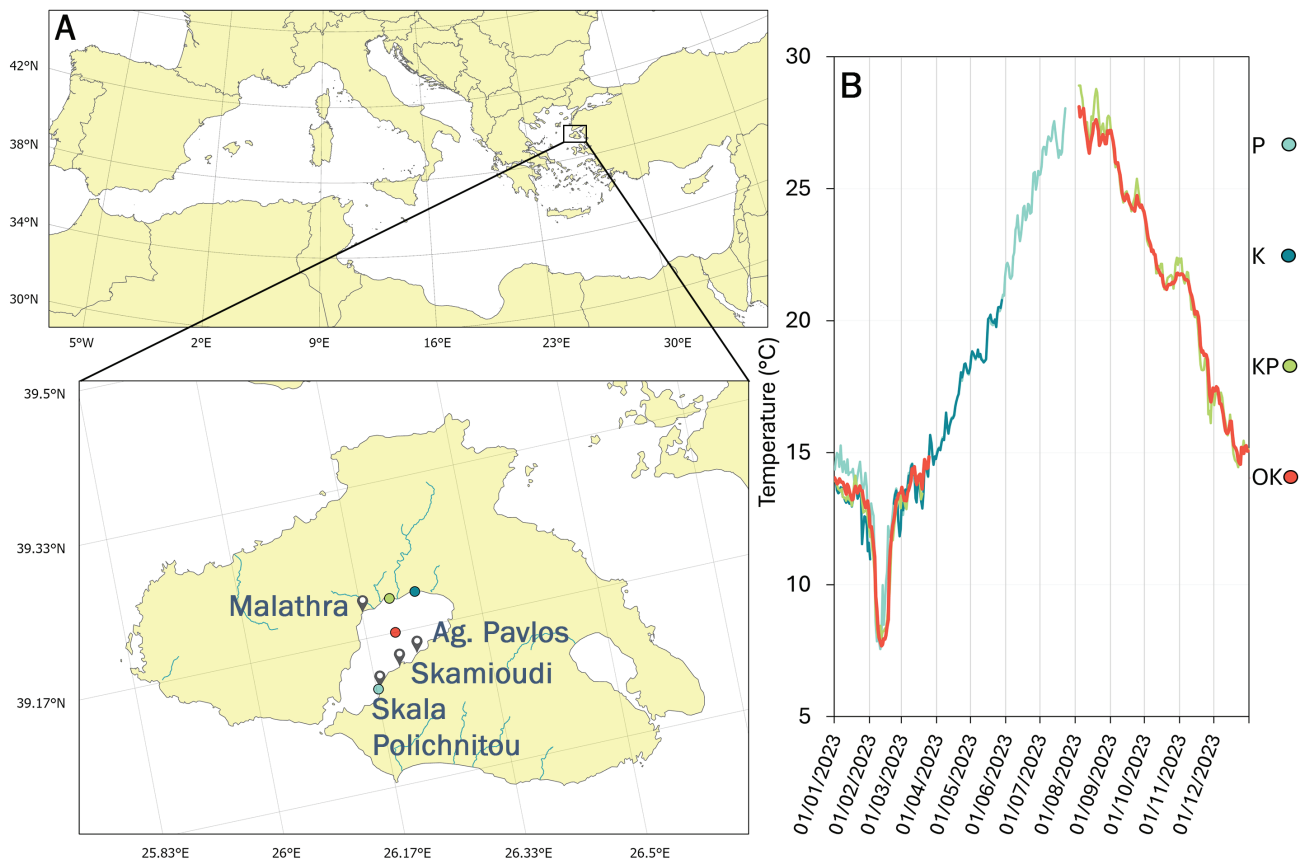 A
42°N
38°N
34°N
30°N
5°W
2°E
9°E
16°E
23°E
30°E
39.5°N
39.33°N
39.17°N
Malathra
Ag. Pavlos
Skamioudi
Skala
Polichnitou
25.83°E
26°E
26.17°E
26.33°E
26.5°E
B
Temperature (°C)
30
25
20
15
10
5
01/01/2023
01/02/2023
01/03/2023
01/04/2023
01/05/2023
01/06/2023
01/07/2023
01/08/2023
01/09/2023
01/10/2023
01/11/2023
01/12/2023
P
K
KP
OK